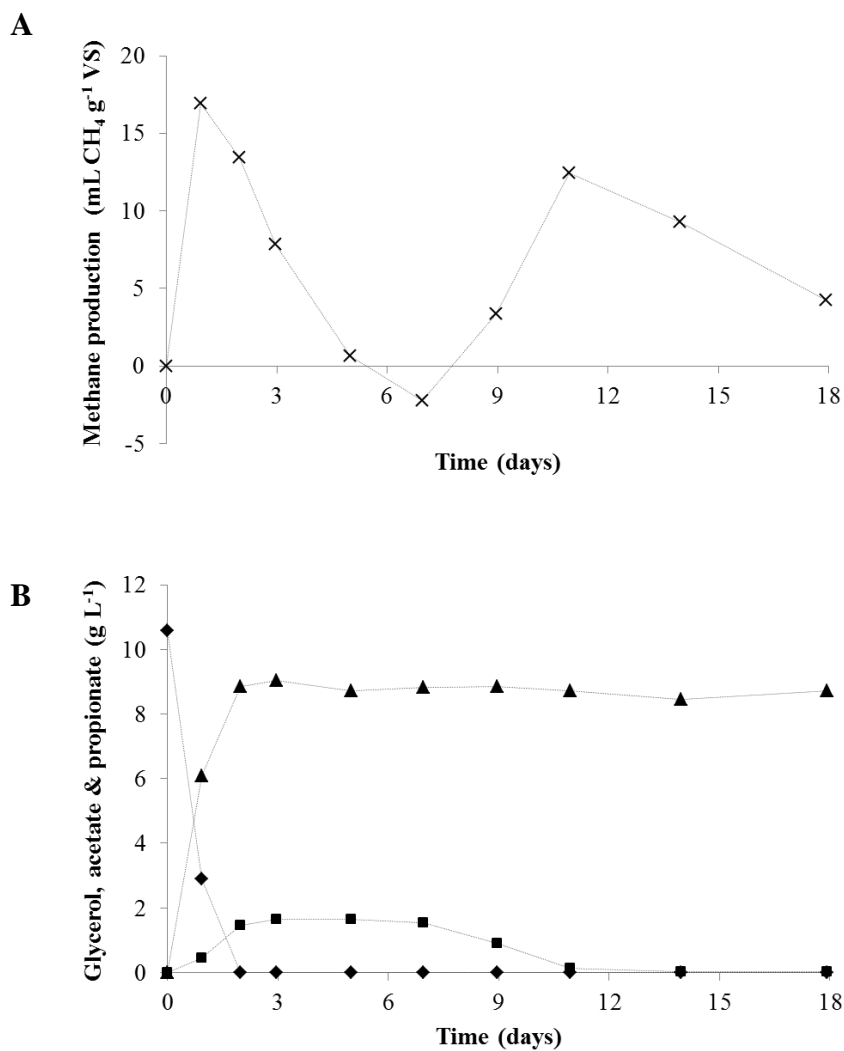 A
Methane production (mL CH₄ g⁻¹ VS)
20
15
10
5
0
-5
0 3 6 9 12 15 18
Time (days)
B
Glycerol, acetate & propionate (g L⁻¹)
12
10
8
6
4
2
0
0 3 6 9 12 15 18
Time (days)